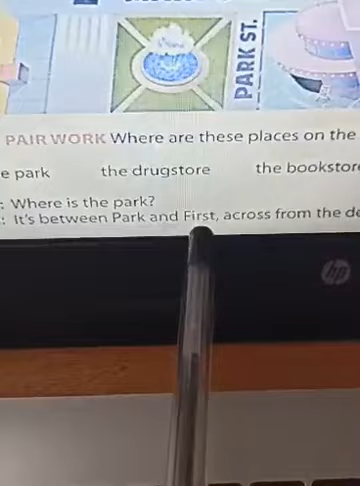 PARK ST.
PAIR WORK Where are these places on the
park the drugstore the
: Where is the park?
: It's between Park and First, across from the
hp